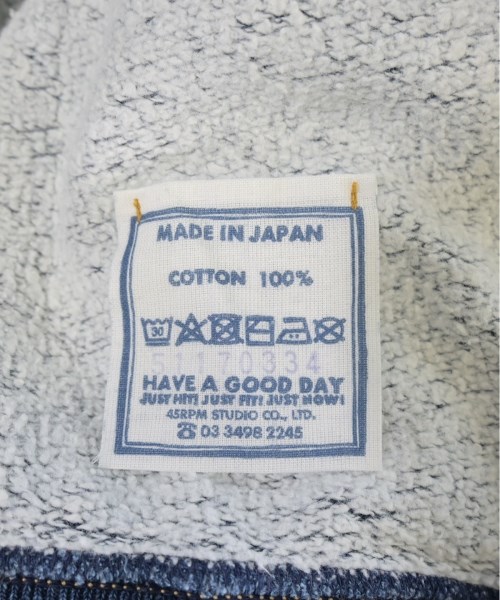 MADE IN JAPAN
COTTON 100%
30
51170334
HAVE A GOOD DAY
JUST HIT! JUST FIT! JUST NOW!
45RPM STUDIO CO., LTD.
☎ 03 3498 2245